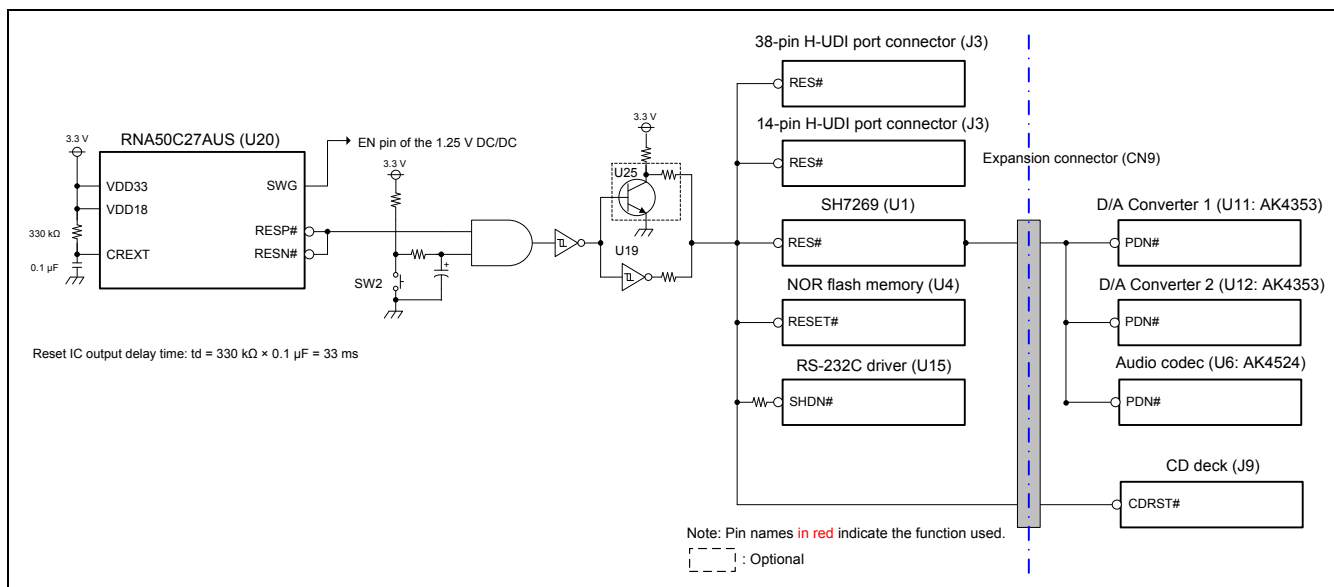 38-pin H-UDI port connector (J3)
RES#
3.3 V
RNA50C27AUS (U20)
EN pin of the 1.25 V DC/DC
3.3 V
14-pin H-UDI port connector (J3)
RES#
3.3 V
Expansion connector (CN9)
U25
VDD33
SWG
VDD18
SH7269 (U1)
RES#
D/A Converter 1 (U11: AK4353)
PDN#
330 kΩ
RESP#
CREXT
RESN#
0.1 µF
U19
SW2
+
NOR flash memory (U4)
RESET#
D/A Converter 2 (U12: AK4353)
PDN#
Reset IC output delay time: td = 330 kΩ × 0.1 µF = 33 ms
RS-232C driver (U15)
SHDN#
Audio codec (U6: AK4524)
PDN#
CD deck (J9)
CDRST#
Note: Pin names in red indicate the function used.
: Optional